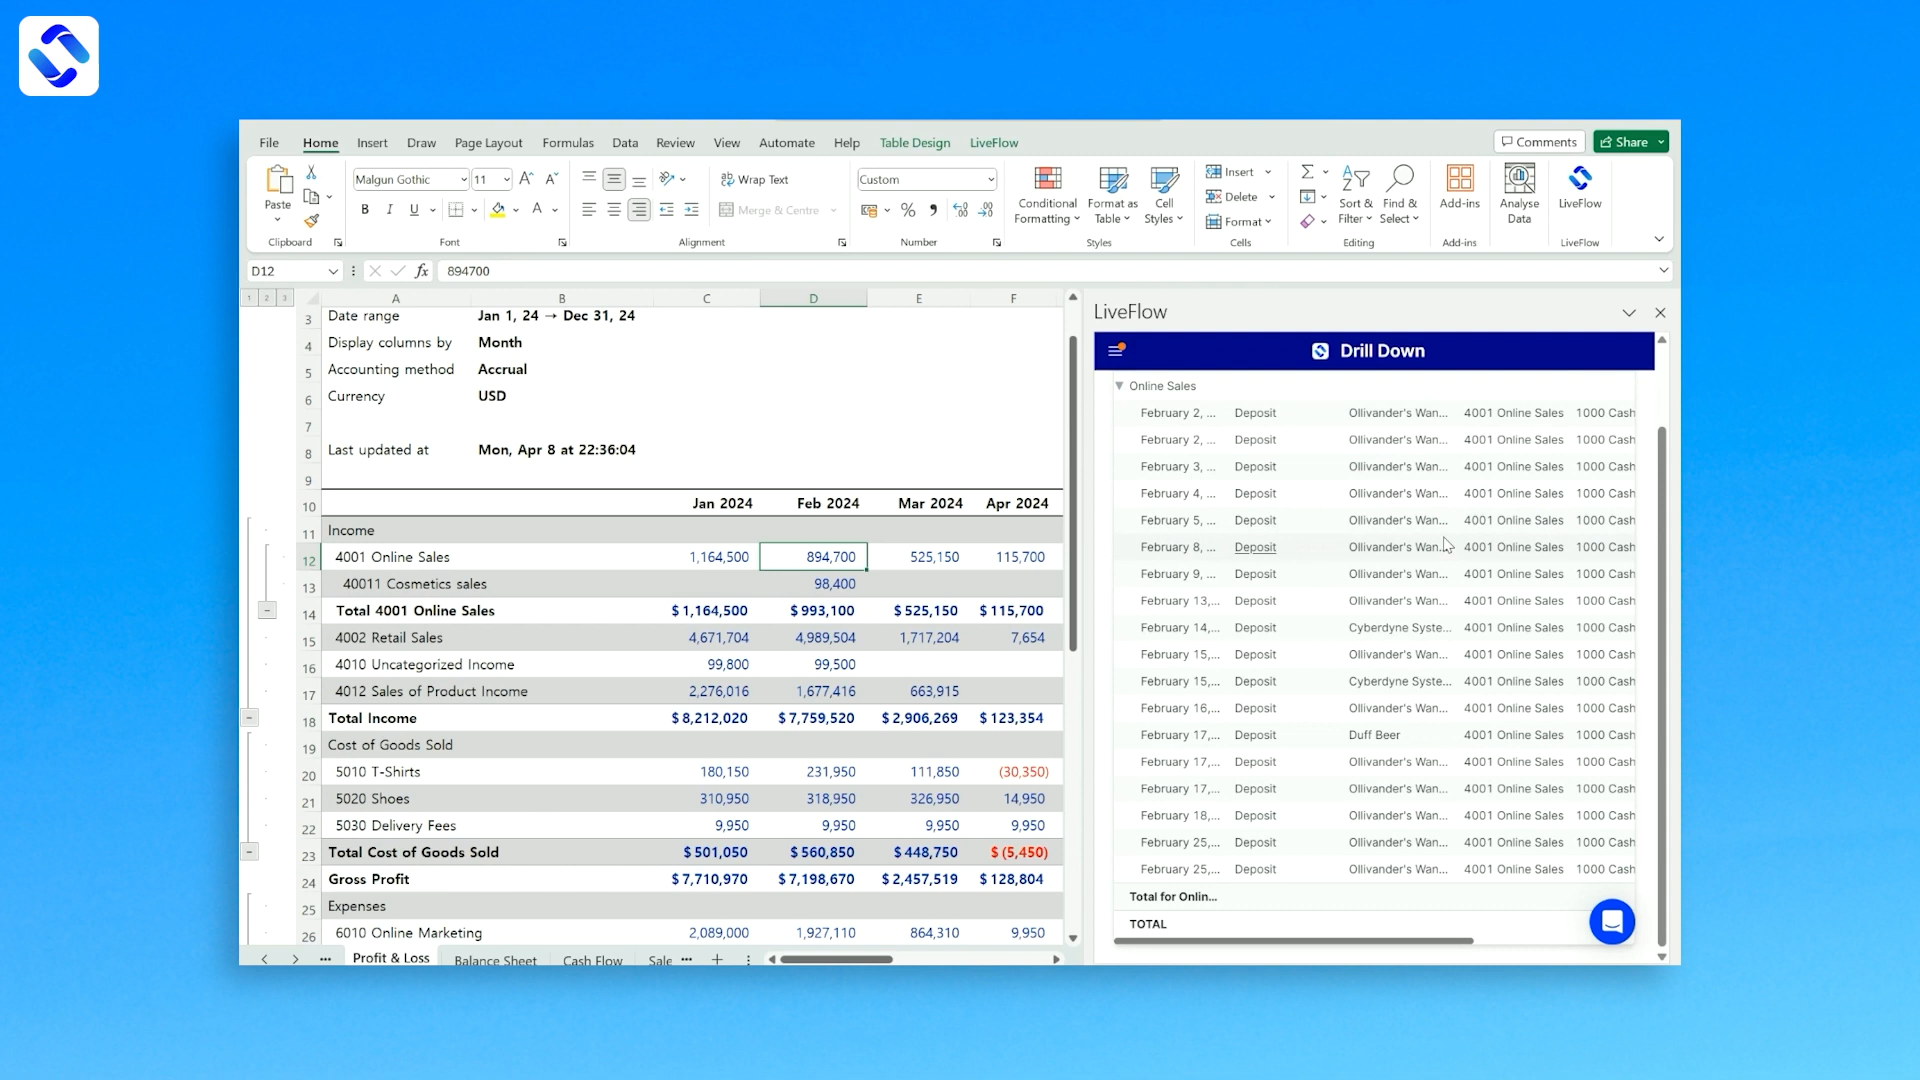 File Home Insert Draw Page Layout Formulas Data Review View Automate Help Table Design LiveFlow Comments Share
Paste Malgun Gothic 11 A A Wrap Text Custom Conditional Formatting Format as Table Cell Styles Insert Delete Format Sort & Filter Find & Select Add-ins Analyse Data LiveFlow
B I U A Merge & Centre %
Clipboard Font Alignment Number Styles Cells Editing Add-ins LiveFlow
D12 fx 894700
1 2 3 A B C D E F
3 Date range Jan 1, 24 → Dec 31, 24
4 Display columns by Month
5 Accounting method Accrual
6 Currency USD
7
8 Last updated at Mon, Apr 8 at 22:36:04
9
10 Jan 2024 Feb 2024 Mar 2024 Apr 2024
11 Income
12 4001 Online Sales 1,164,500 894,700 525,150 115,700
13 40011 Cosmetics sales 98,400
14 Total 4001 Online Sales $ 1,164,500 $ 993,100 $ 525,150 $ 115,700
15 4002 Retail Sales 4,671,704 4,989,504 1,717,204 7,654
16 4010 Uncategorized Income 99,800 99,500
17 4012 Sales of Product Income 2,276,016 1,677,416 663,915
18 Total Income $ 8,212,020 $ 7,759,520 $ 2,906,269 $ 123,354
19 Cost of Goods Sold
20 5010 T-Shirts 180,150 231,950 111,850 (30,350)
21 5020 Shoes 310,950 318,950 326,950 14,950
22 5030 Delivery Fees 9,950 9,950 9,950 9,950
23 Total Cost of Goods Sold $ 501,050 $ 560,850 $ 448,750 $ (5,450)
24 Gross Profit $ 7,710,970 $ 7,198,670 $ 2,457,519 $ 128,804
25 Expenses
26 6010 Online Marketing 2,089,000 1,927,110 864,310 9,950
Profit & Loss Balance Sheet Cash Flow Sale
LiveFlow
Drill Down
Online Sales
February 2, ... Deposit Ollivander's Wan... 4001 Online Sales 1000 Cash
February 2, ... Deposit Ollivander's Wan... 4001 Online Sales 1000 Cash
February 3, ... Deposit Ollivander's Wan... 4001 Online Sales 1000 Cash
February 4, ... Deposit Ollivander's Wan... 4001 Online Sales 1000 Cash
February 5, ... Deposit Ollivander's Wan... 4001 Online Sales 1000 Cash
February 8, ... Deposit Ollivander's Wan... 4001 Online Sales 1000 Cash
February 9, ... Deposit Ollivander's Wan... 4001 Online Sales 1000 Cash
February 13,... Deposit Ollivander's Wan... 4001 Online Sales 1000 Cash
February 14,... Deposit Cyberdyne Syste... 4001 Online Sales 1000 Cash
February 15,... Deposit Ollivander's Wan... 4001 Online Sales 1000 Cash
February 15,... Deposit Cyberdyne Syste... 4001 Online Sales 1000 Cash
February 16,... Deposit Ollivander's Wan... 4001 Online Sales 1000 Cash
February 17,... Deposit Duff Beer 4001 Online Sales 1000 Cash
February 17,... Deposit Ollivander's Wan... 4001 Online Sales 1000 Cash
February 17,... Deposit Ollivander's Wan... 4001 Online Sales 1000 Cash
February 18,... Deposit Ollivander's Wan... 4001 Online Sales 1000 Cash
February 25,... Deposit Ollivander's Wan... 4001 Online Sales 1000 Cash
February 25,... Deposit Ollivander's Wan... 4001 Online Sales 1000 Cash
Total for Onlin...
TOTAL